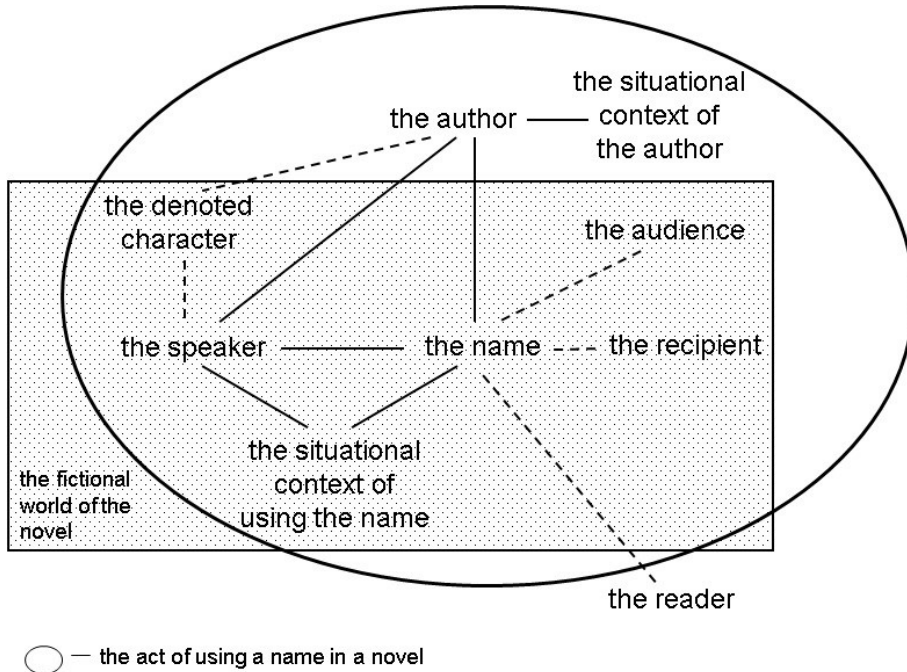 the situational
context of
the author
the author
the denoted
character
the audience
the speaker
the name
the recipient
the situational
context of
using the name
the fictional
world of the
novel
the reader
— the act of using a name in a novel